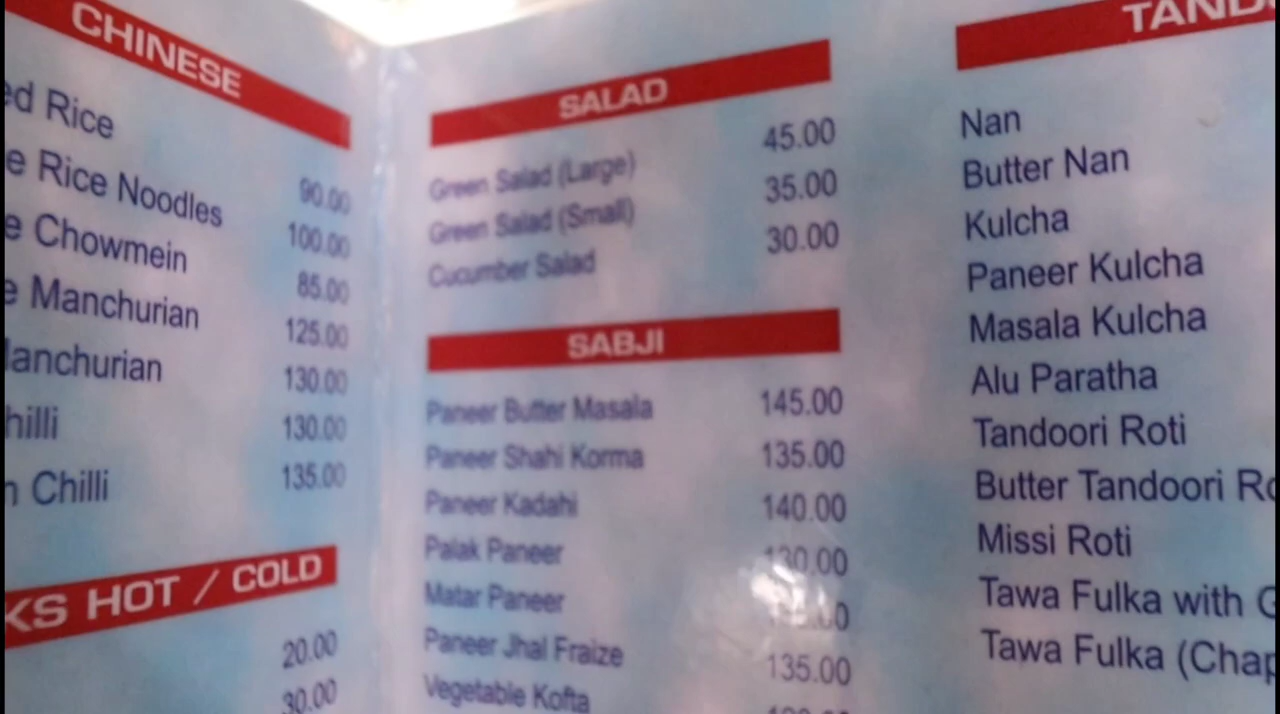 CHINESE
ed Rice 90.00
e Rice Noodles 100.00
e Chowmein 85.00
e Manchurian 125.00
anchurian 130.00
hilli 130.00
Chilli 135.00
KS HOT / COLD
20.00
30.00
SALAD
Green Salad (Large) 45.00
Green Salad (Small) 35.00
Cucumber Salad 30.00
SABJI
Paneer Butter Masala 145.00
Paneer Shahi Korma 135.00
Paneer Kadahi 140.00
Palak Paneer 130.00
Matar Paneer
Paneer Jhal Fraize 135.00
Vegetable Kofta
TAND
Nan
Butter Nan
Kulcha
Paneer Kulcha
Masala Kulcha
Alu Paratha
Tandoori Roti
Butter Tandoori Ro
Missi Roti
Tawa Fulka with
Tawa Fulka (Chap